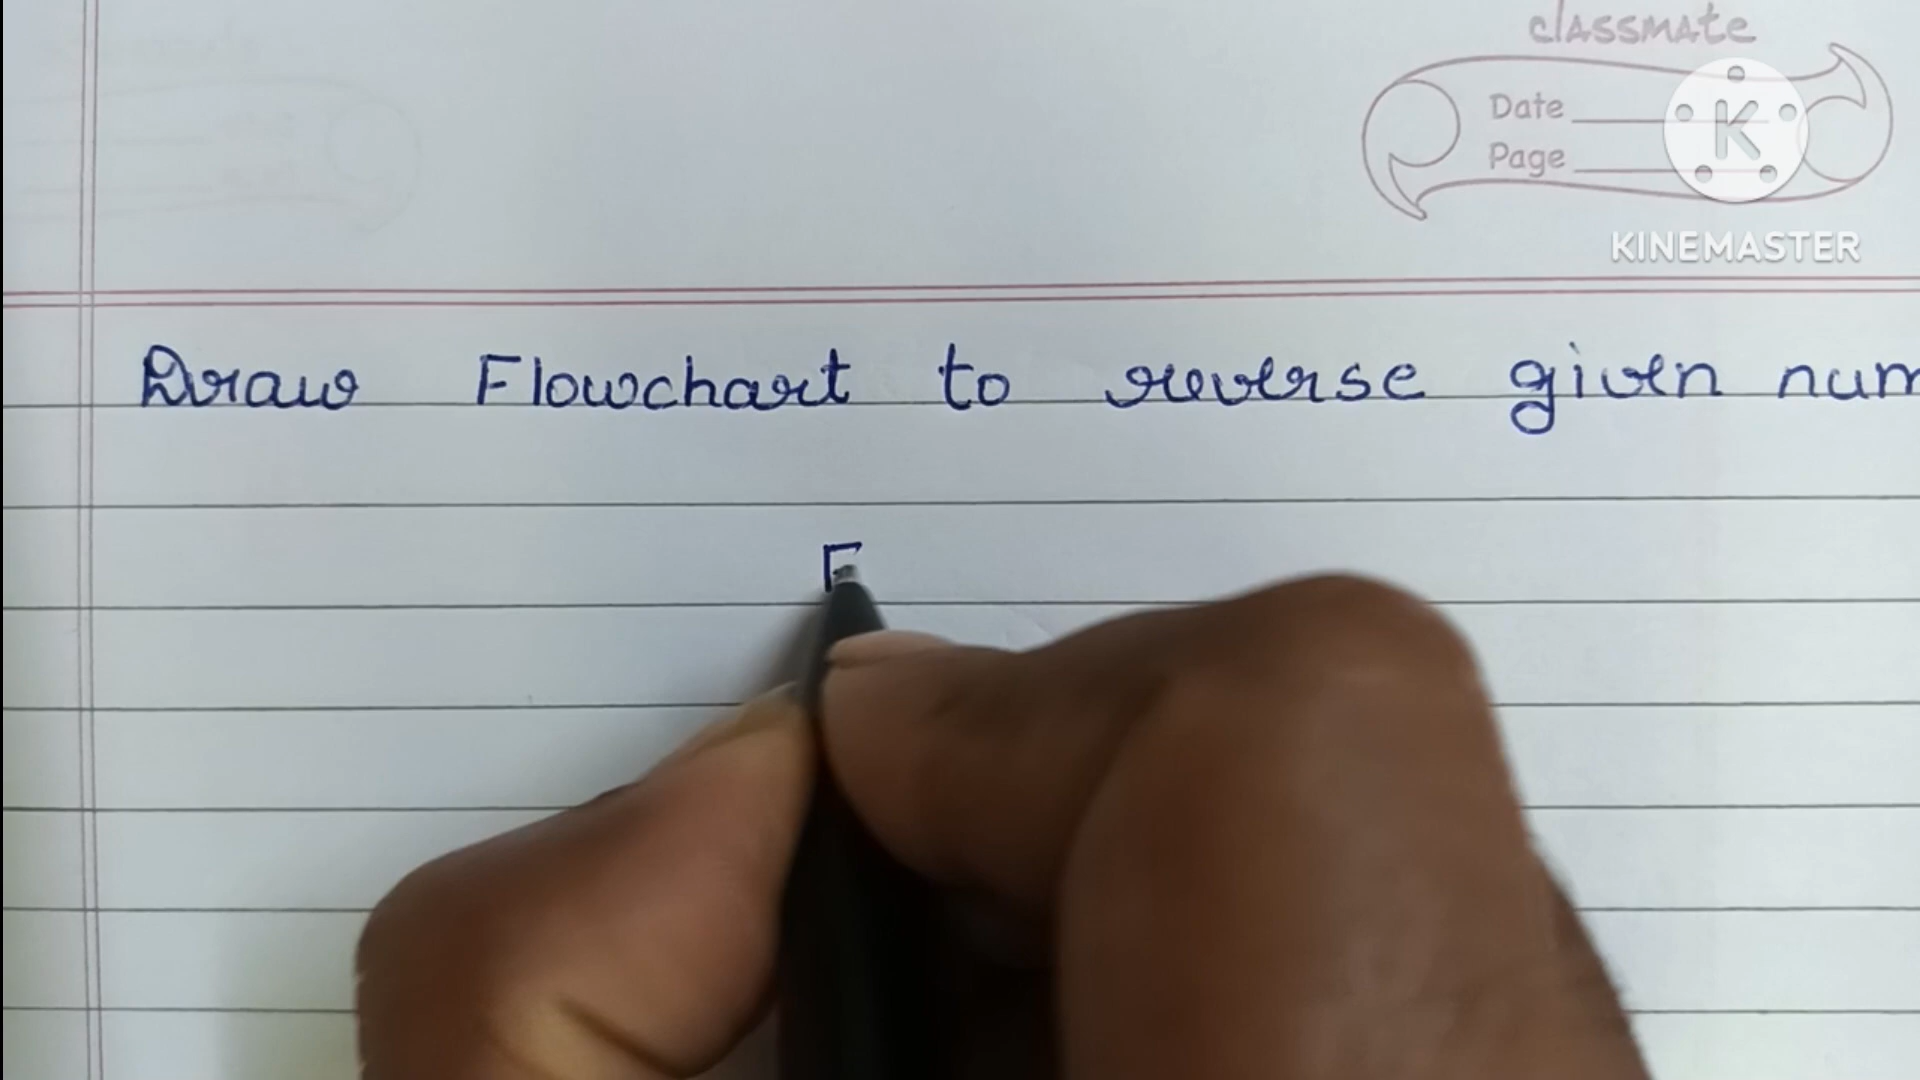 classmate
Date
Page
K
KINEMASTER
Draw Flowchart to reverse given num
F